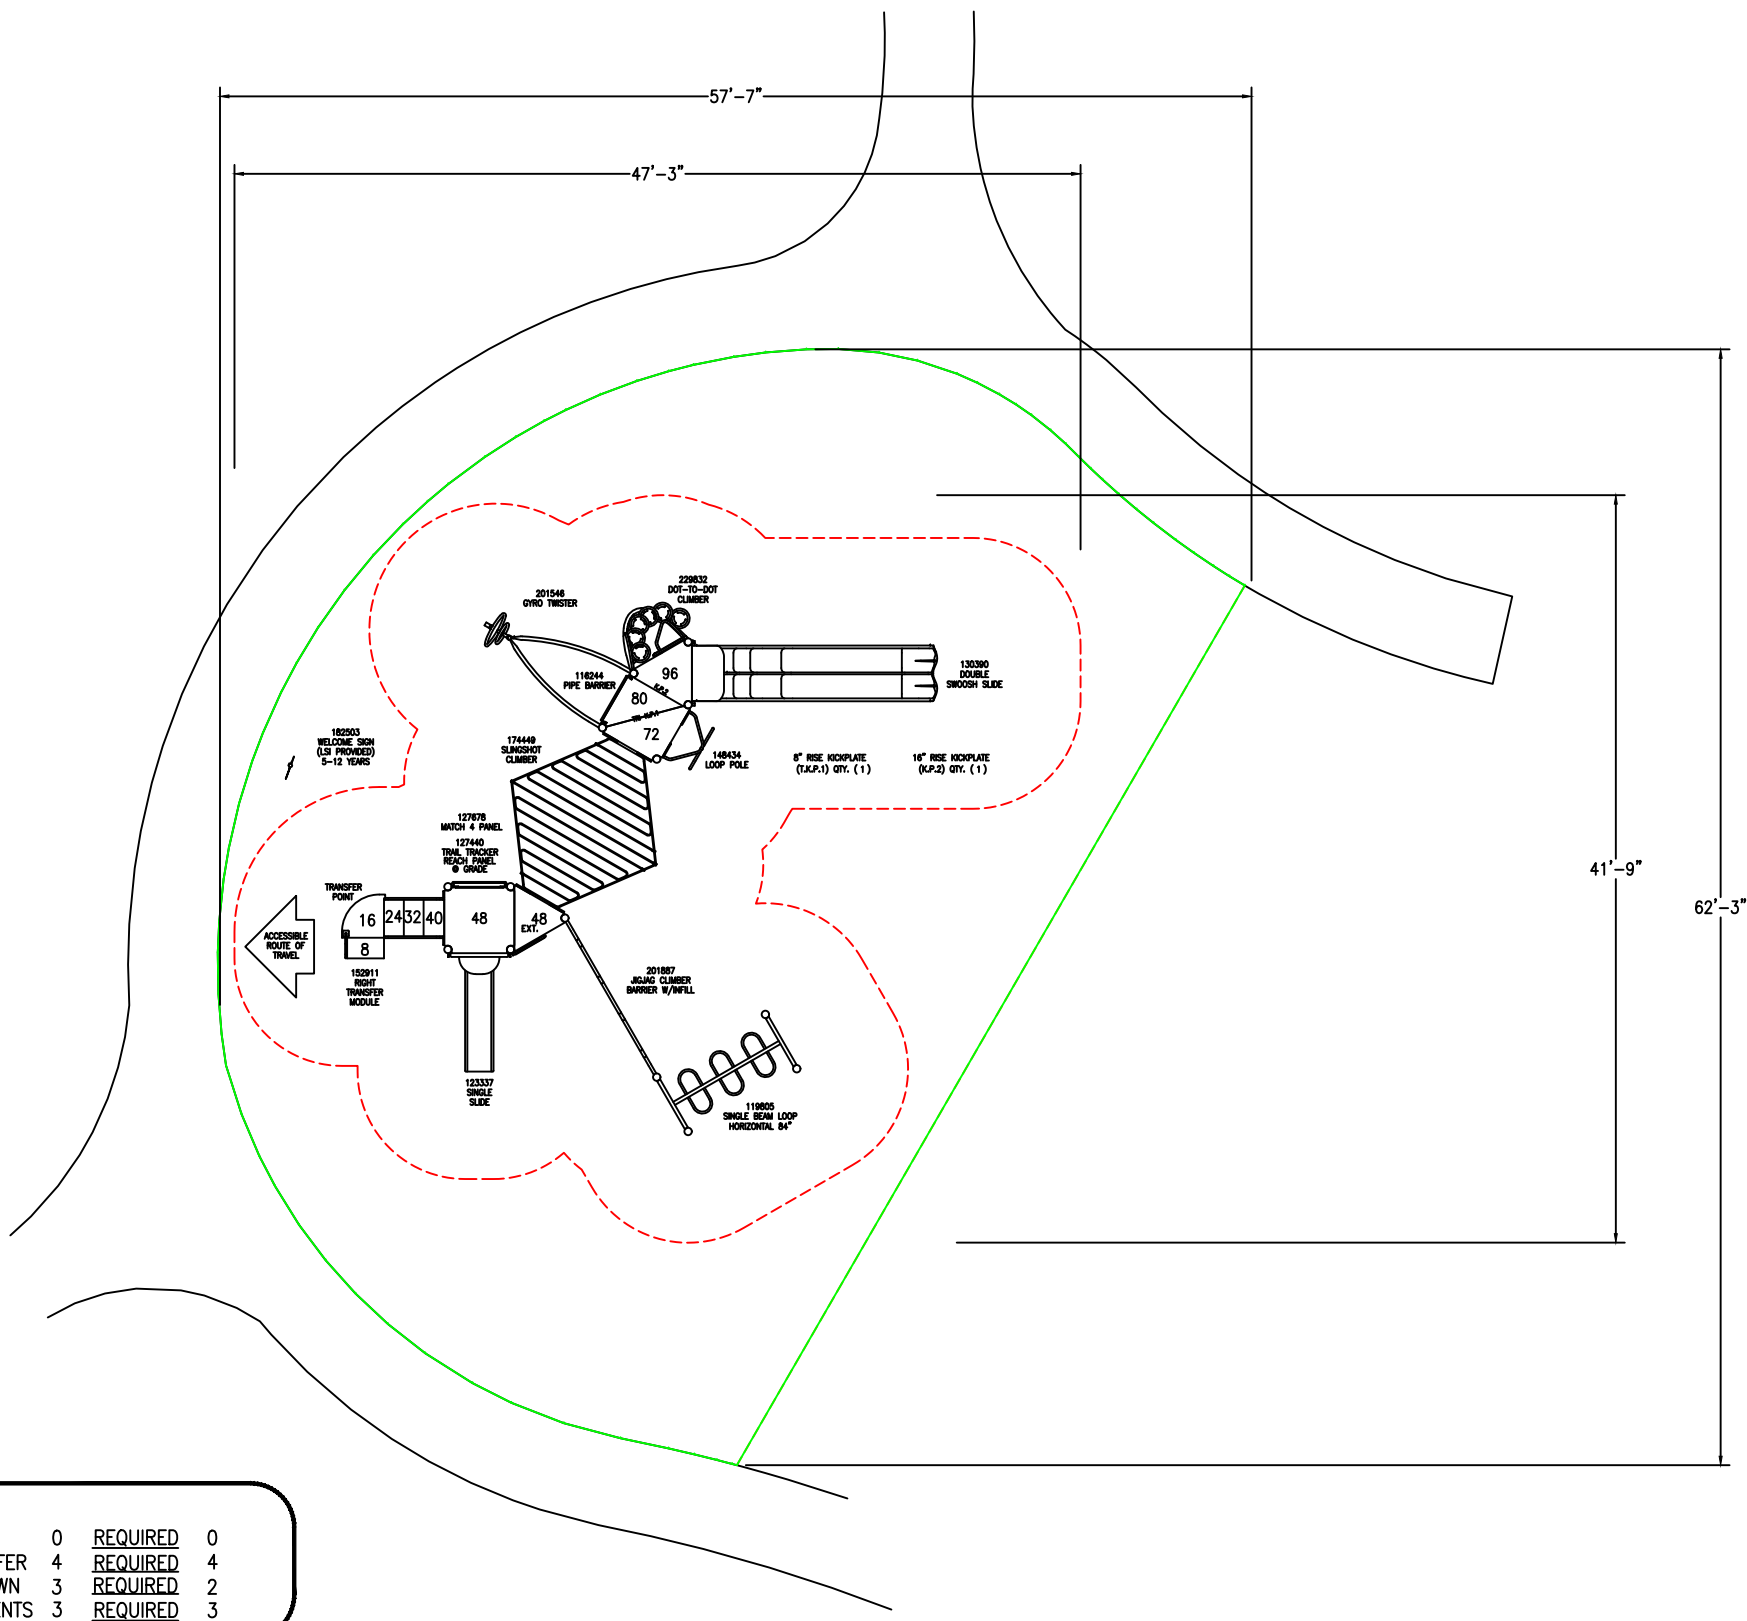 57'-7"
47'-3"
229832
DOT-TO-DOT
CLIMBER
201546
GYRO TWISTER
116244
PIPE BARRIER
96
K.P.2
80
72
130390
DOUBLE
SWOOSH SLIDE
182503
WELCOME SIGN
(LSI PROVIDED)
5-12 YEARS
174449
SLINGSHOT
CLIMBER
148434
LOOP POLE
8" RISE KICKPLATE
(T.K.P.1) QTY. ( 1 )
16" RISE KICKPLATE
(K.P.2) QTY. ( 1 )
127678
MATCH 4 PANEL
127440
TRAIL TRACKER
REACH PANEL
@ GRADE
41'-9"
62'-3"
TRANSFER
POINT
16
24
32
40
48
48
EXT.
8
ACCESSIBLE
ROUTE OF
TRAVEL
152911
RIGHT
TRANSFER
MODULE
201887
JIGJAG CLIMBER
BARRIER W/INFILL
123337
SINGLE
SLIDE
119805
SINGLE BEAM LOOP
HORIZONTAL 84"
0 REQUIRED 0
FER 4 REQUIRED 4
WN 3 REQUIRED 2
ENTS 3 REQUIRED 3